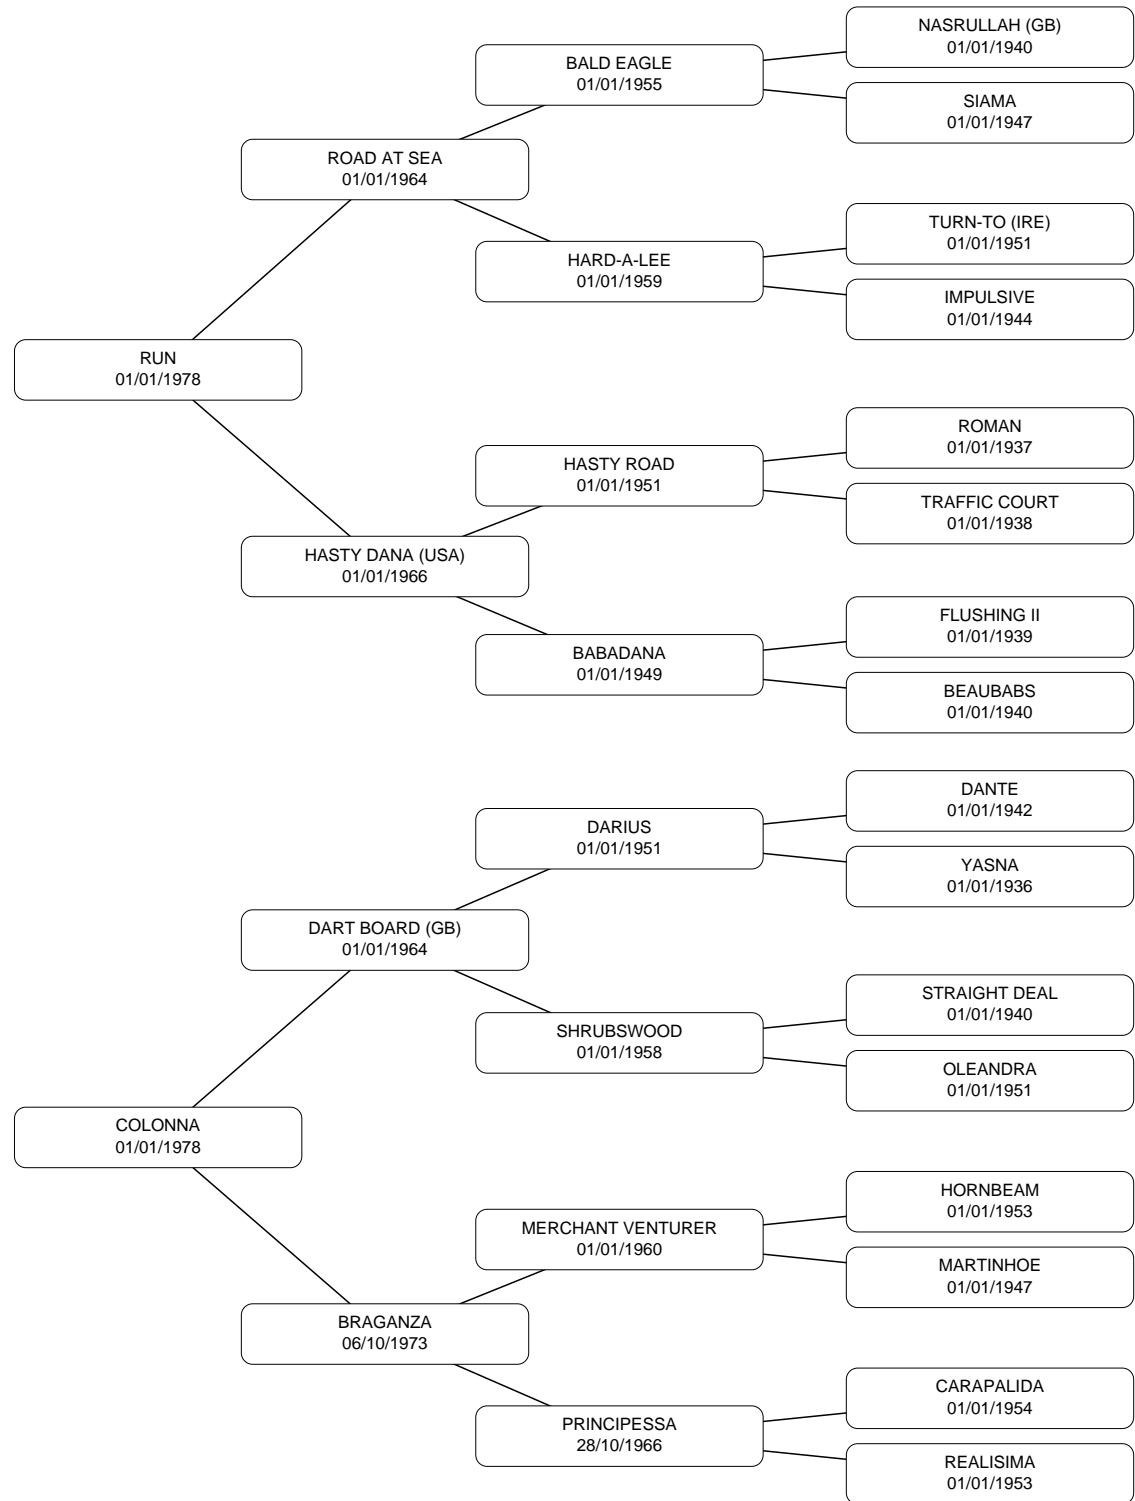 NASRULLAH (GB)
01/01/1940
BALD EAGLE
01/01/1955
SIAMA
01/01/1947
ROAD AT SEA
01/01/1964
TURN-TO (IRE)
01/01/1951
HARD-A-LEE
01/01/1959
IMPULSIVE
01/01/1944
RUN
01/01/1978
ROMAN
01/01/1937
HASTY ROAD
01/01/1951
TRAFFIC COURT
01/01/1938
HASTY DANA (USA)
01/01/1966
FLUSHING II
01/01/1939
BABADANA
01/01/1949
BEAUBABS
01/01/1940
DANTE
01/01/1942
DARIUS
01/01/1951
YASNA
01/01/1936
DART BOARD (GB)
01/01/1964
STRAIGHT DEAL
01/01/1940
SHRUBSWOOD
01/01/1958
OLEANDRA
01/01/1951
COLONNA
01/01/1978
HORNBEAM
01/01/1953
MERCHANT VENTURER
01/01/1960
MARTINHOE
01/01/1947
BRAGANZA
06/10/1973
CARAPALIDA
01/01/1954
PRINCIPESSA
28/10/1966
REALISIMA
01/01/1953